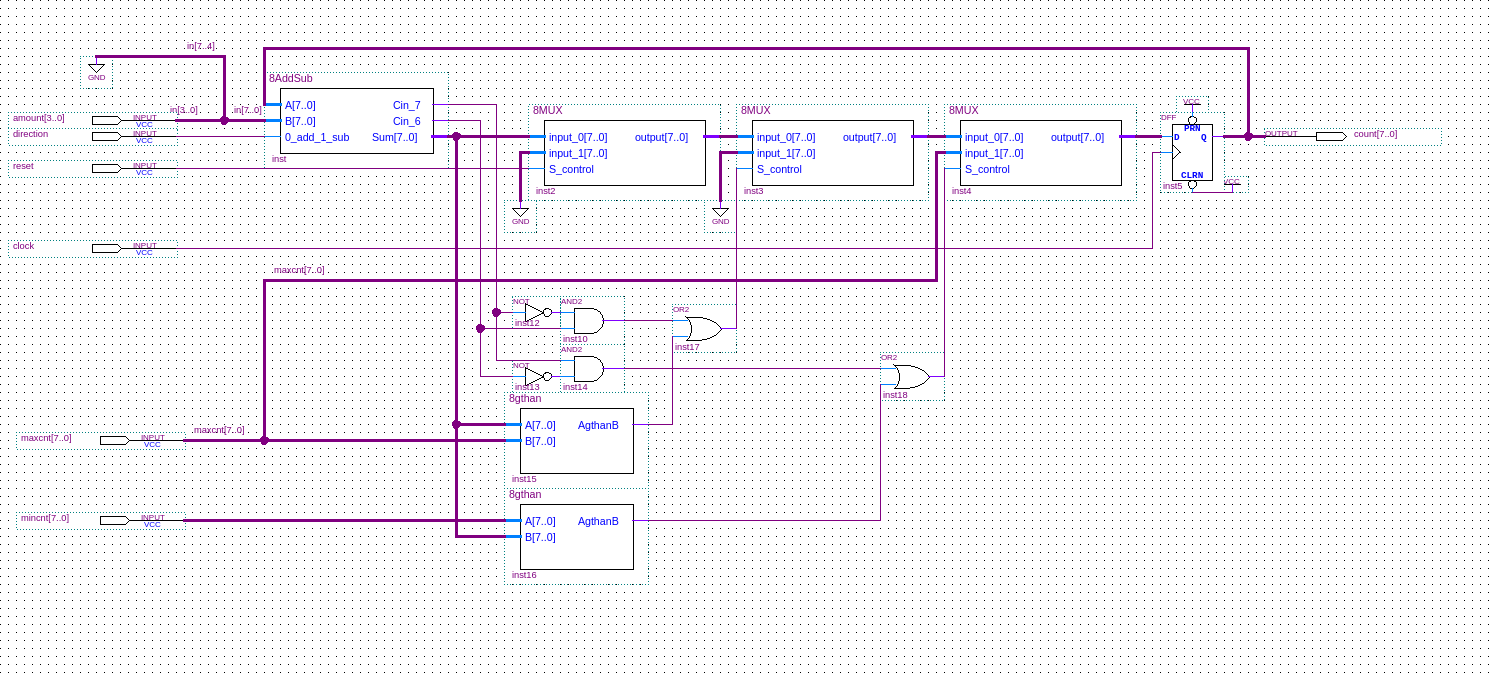 in[7..4]
GND
8AddSub
in[3..0]
in[7..0]
amount[3..0]
INPUT
VCC
direction
INPUT
VCC
A[7..0]
B[7..0]
0_add_1_sub
Cin_7
Cin_6
Sum[7..0]
inst
reset
INPUT
VCC
8MUX
input_0[7..0]
input_1[7..0]
S_control
output[7..0]
inst2
GND
8MUX
input_0[7..0]
input_1[7..0]
S_control
output[7..0]
inst3
GND
8MUX
input_0[7..0]
input_1[7..0]
S_control
output[7..0]
inst4
VCC
DFF
PRN
D
Q
CLRN
inst5
VCC
OUTPUT
count[7..0]
clock
INPUT
VCC
maxcnt[7..0]
NOT
inst12
AND2
inst10
OR2
inst17
NOT
inst13
AND2
inst14
OR2
inst18
8gthan
A[7..0]
B[7..0]
AgthanB
inst15
maxcnt[7..0]
INPUT
VCC
maxcnt[7..0]
8gthan
A[7..0]
B[7..0]
AgthanB
inst16
mincnt[7..0]
INPUT
VCC